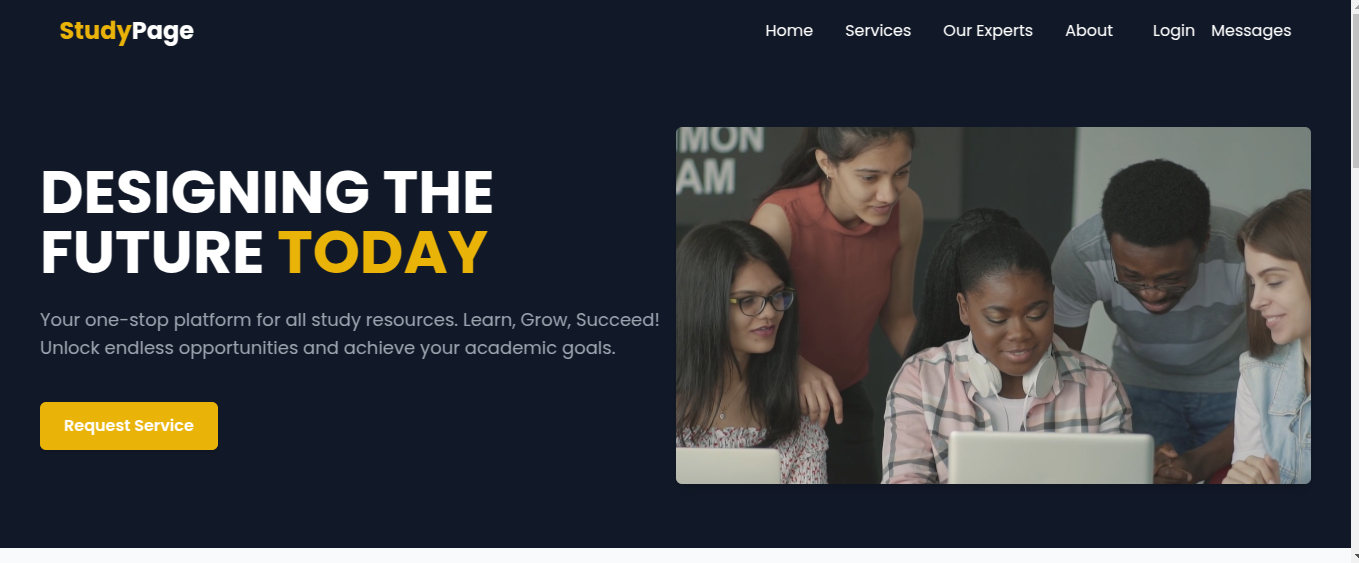 StudyPage
Home Services Our Experts About Login Messages
DESIGNING THE
FUTURE TODAY
Your one-stop platform for all study resources. Learn, Grow, Succeed!
Unlock endless opportunities and achieve your academic goals.
Request Service
MON
AM